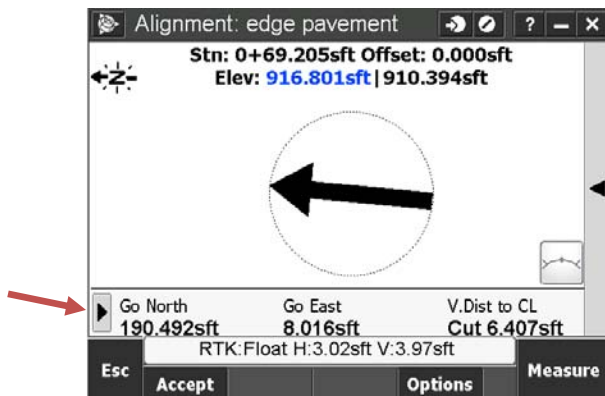 Alignment: edge pavement ? – ×
Stn: 0+69.205sft Offset: 0.000sft
Elev: 916.801sft|910.394sft
Z
Go North Go East V.Dist to CL
190.492sft 8.016sft Cut 6.407sft
RTK:Float H:3.02sft V:3.97sft
Esc Accept Options Measure